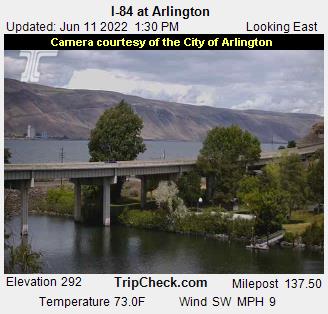 I-84 at Arlington
Updated: Jun 11 2022 1:30 PM Looking East
Camera courtesy of the City of Arlington
Elevation 292 TripCheck.com Milepost 137.50
Temperature 73.0F Wind SW MPH 9